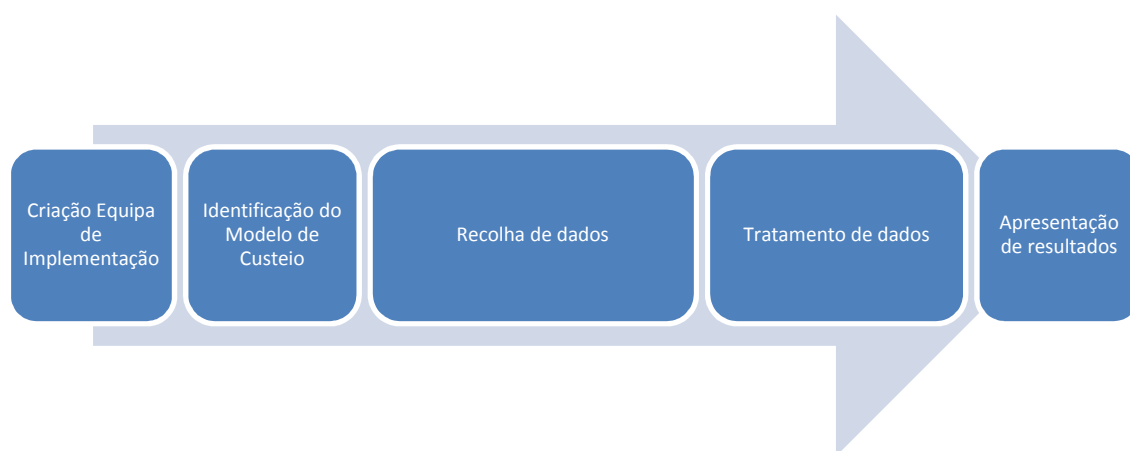 Criação Equipa
de
Implementação
Identificação do
Modelo de
Custeio
Recolha de dados
Tratamento de dados
Apresentação
de resultados